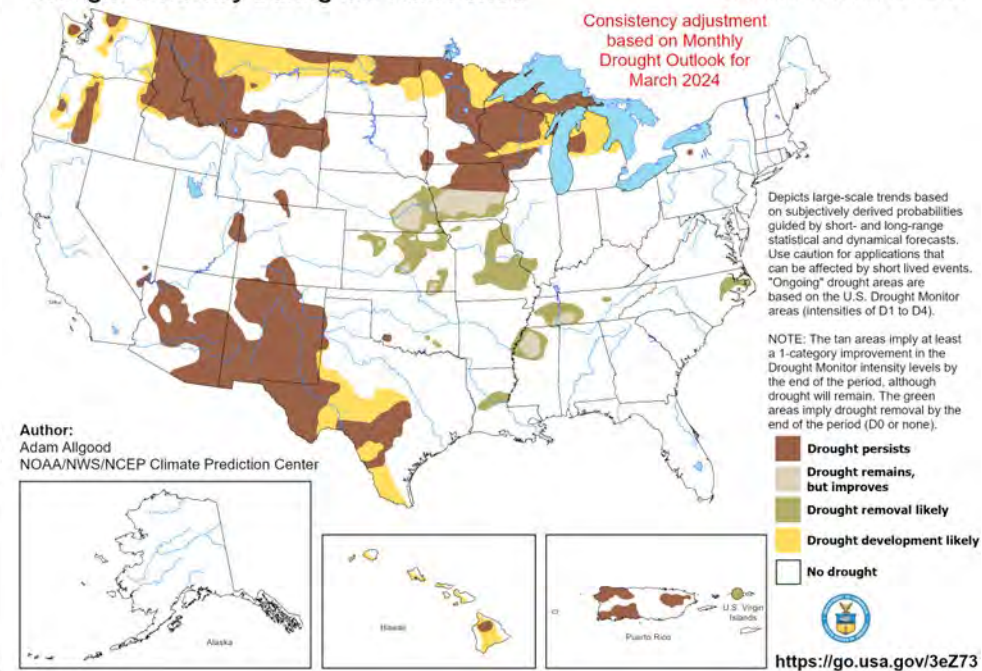 Consistency adjustment
based on Monthly
Drought Outlook for
March 2024
Depicts large-scale trends based
on subjectively derived probabilities
guided by short- and long-range
statistical and dynamical forecasts.
Use caution for applications that
can be affected by short lived events.
"Ongoing" drought areas are
based on the U.S. Drought Monitor
areas (intensities of D1 to D4).
NOTE: The tan areas imply at least
a 1-category improvement in the
Drought Monitor intensity levels by
the end of the period, although
drought will remain. The green
areas imply drought removal by the
end of the period (D0 or none).
Author:
Adam Allgood
NOAA/NWS/NCEP Climate Prediction Center
Drought persists
Drought remains,
but improves
Drought removal likely
Drought development likely
No drought
Alaska
Hawaii
Puerto Rico
U.S. Virgin
Islands
https://go.usa.gov/3eZ73